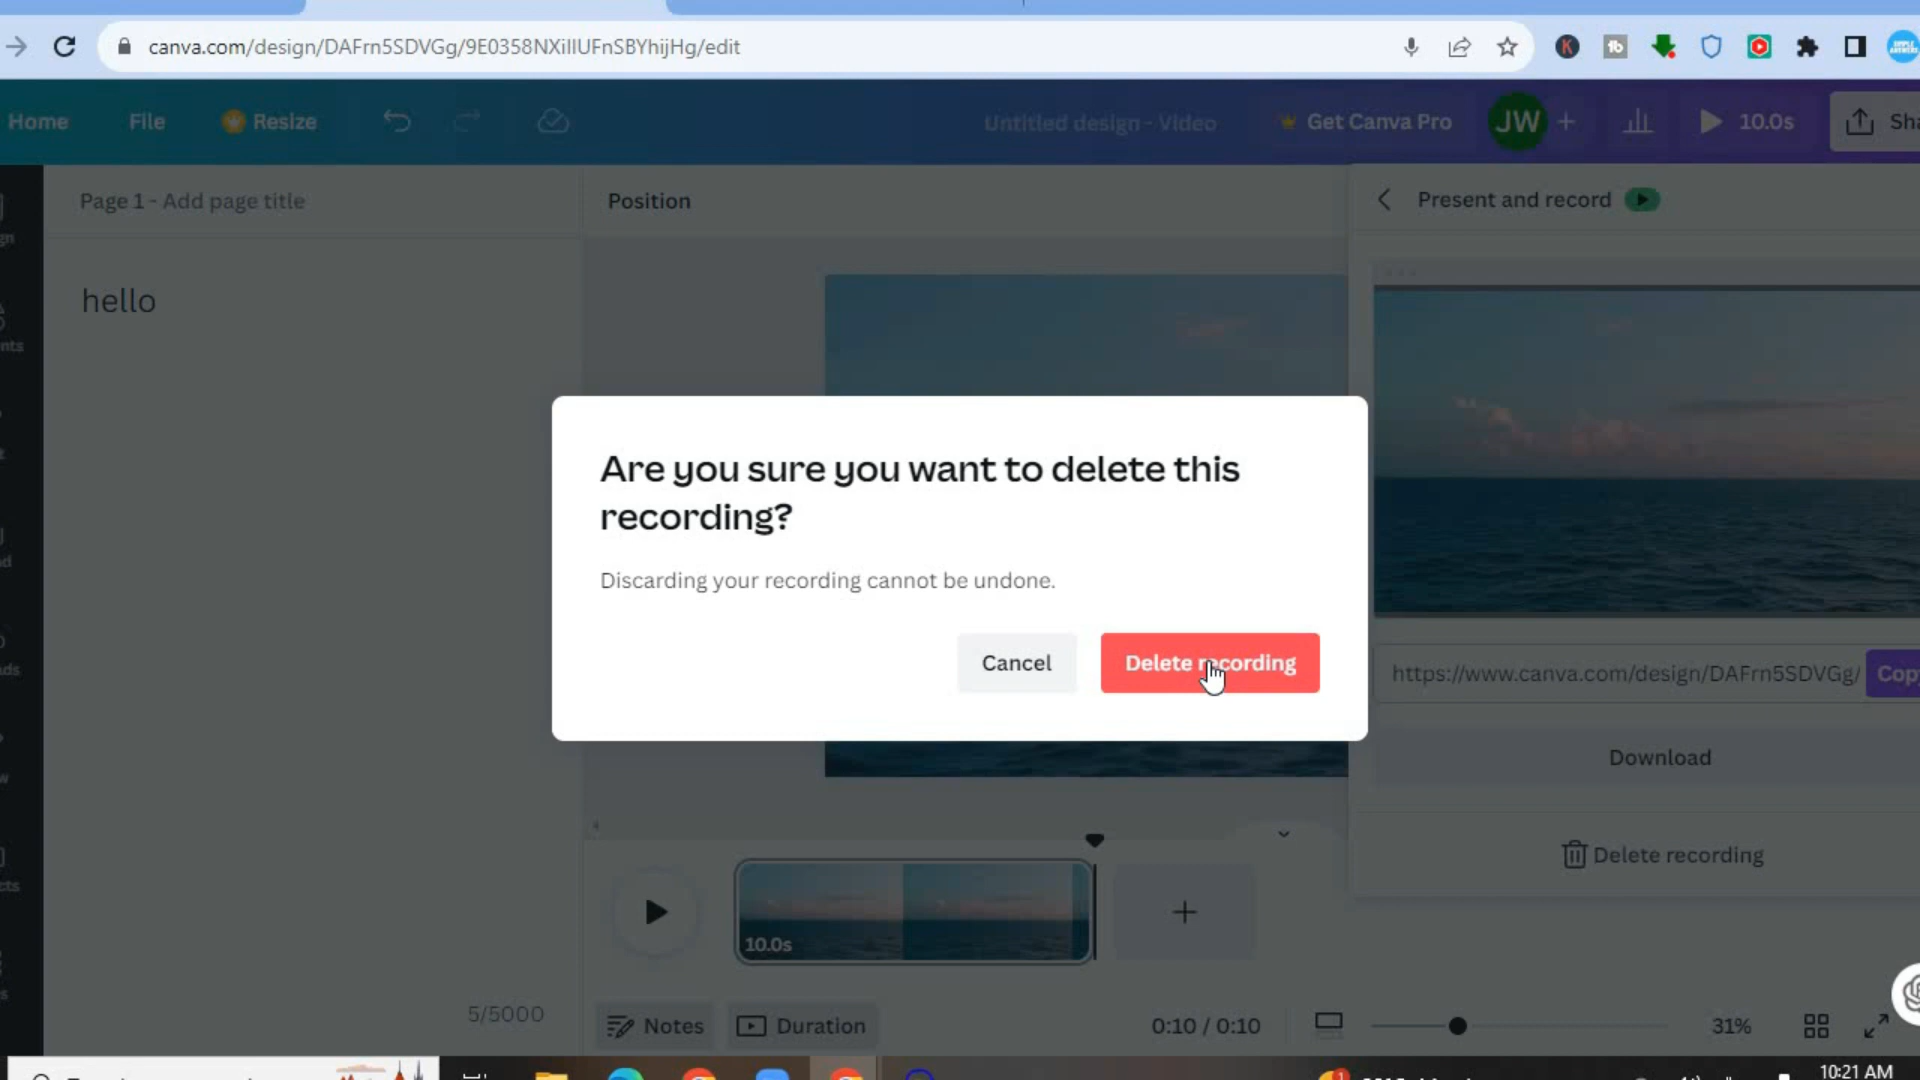 canva.com/design/DAFrn5SDVGg/9E0358NXiIlUFnSBYhijHg/edit
Home File Resize Untitled design - Video Get Canva Pro JW + 10.0s
Page 1 - Add page title
Position
Present and record
hello
Are you sure you want to delete this
recording?
Discarding your recording cannot be undone.
Cancel
Delete recording
https://www.canva.com/design/DAFrn5SDVGg/
Download
Delete recording
10.0s
5/5000
Notes
Duration
0:10 / 0:10
31%
10:21 AM